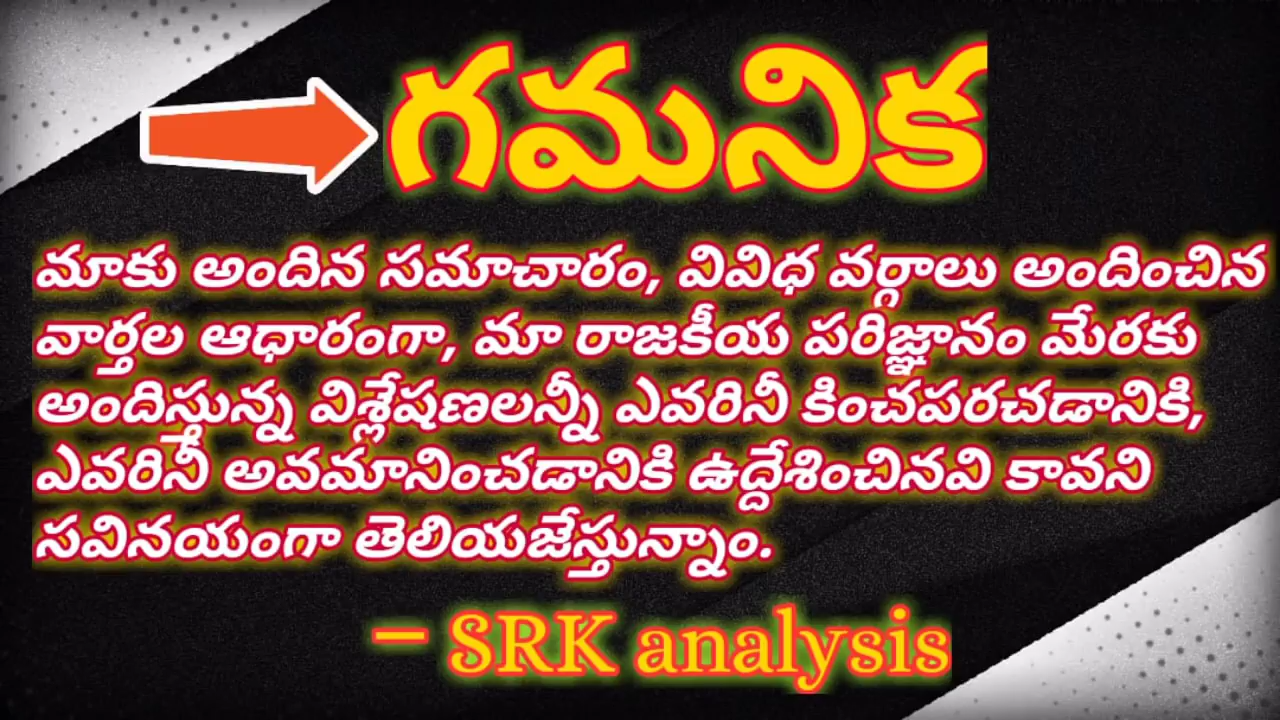 గమనిక
మాకు అందిన సమాచారం, వివిధ వర్గాలు అందించిన
వార్తల ఆధారంగా, మా రాజకీయ పరిజ్ఞానం మేరకు
అందిస్తున్న విశ్లేషణలన్నీ ఎవరినీ కించపరచడానికి,
ఎవరినీ అవమానించడానికి ఉద్దేశించినవి కావని
సవినయంగా తెలియజేస్తున్నాం.
– SRK analysis